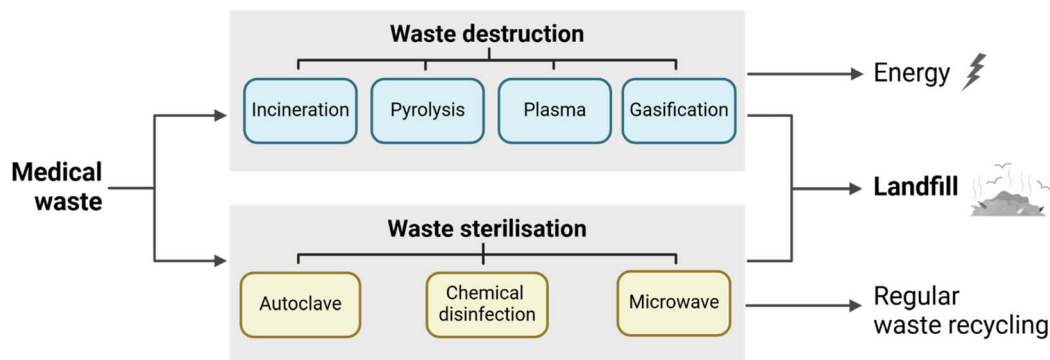 Waste destruction
Incineration
Pyrolysis
Plasma
Gasification
Energy
Medical
waste
Landfill
Waste sterilisation
Autoclave
Chemical
disinfection
Microwave
Regular
waste recycling